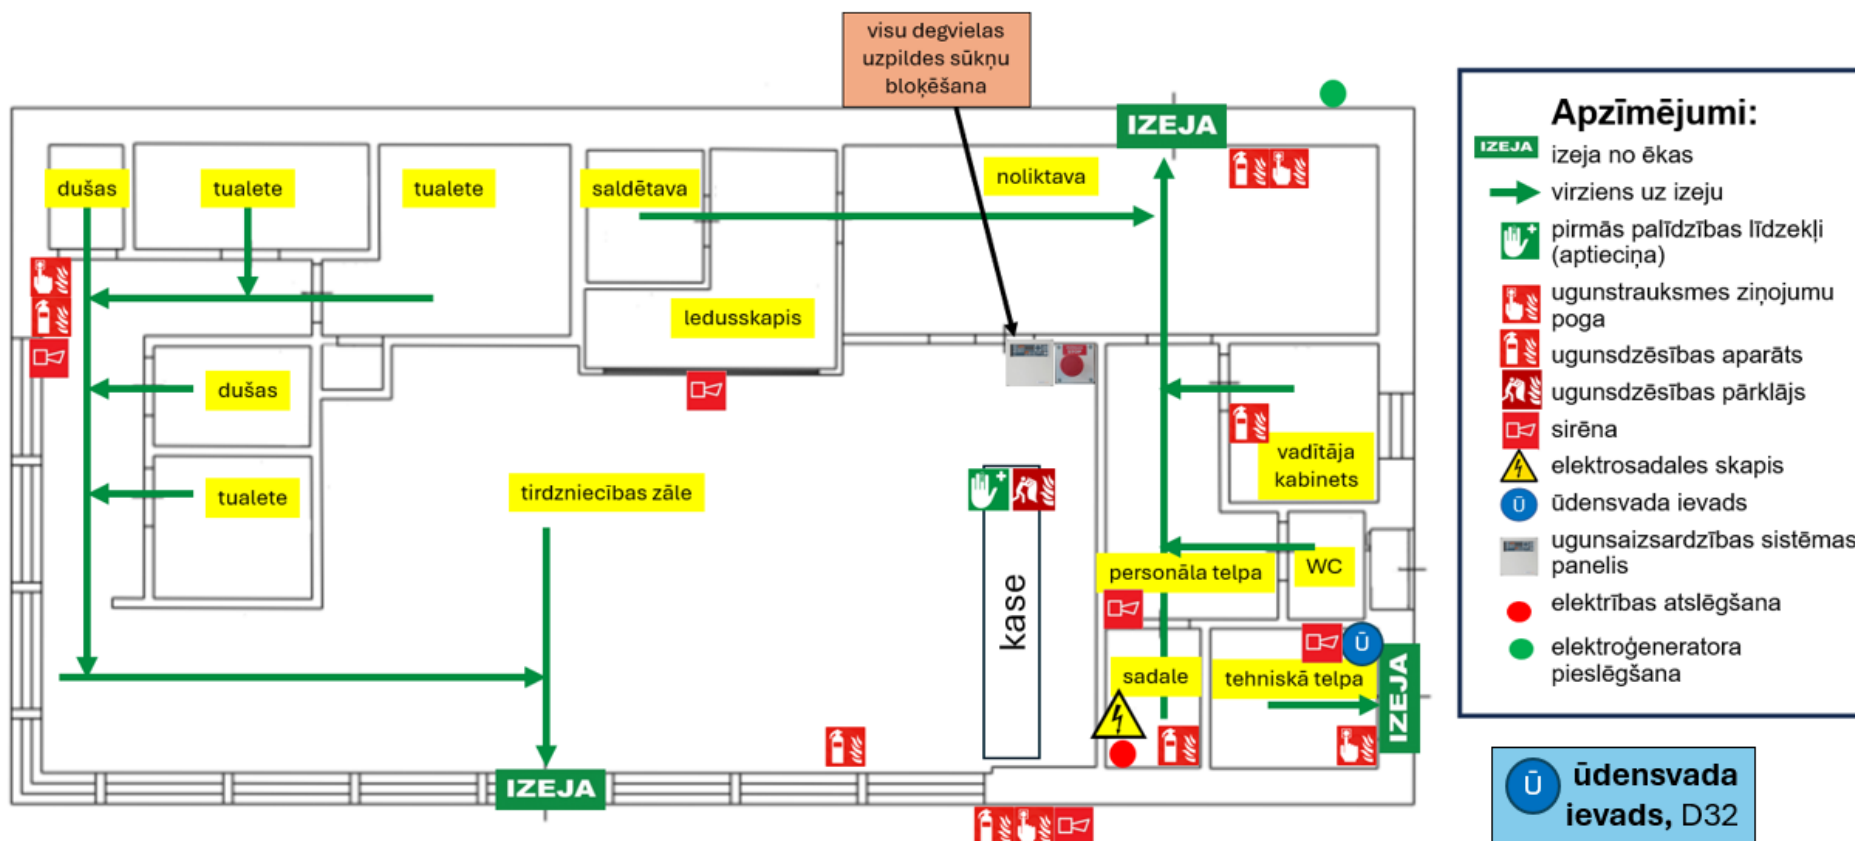 visu degvielas
uzpildes sūkņu
bloķēšana
IZEJA
dušas
tualete
tualete
saldētava
noliktava
ledusskapis
dušas
tualete
tirdzniecības zāle
kase
vadītāja
kabinets
personāla telpa
WC
sadale
tehniskā telpa
Ū
IZEJA
IZEJA
Apzīmējumi:
IZEJA izeja no ēkas
virziens uz izeju
pirmās palīdzības līdzekļi
(aptieciņa)
ugunstrauksmes ziņojumu
poga
ugunsdzēsības aparāts
ugunsdzēsības pārklājs
sirēna
elektrosadales skapis
Ū ūdensvada ievads
ugunsaizsardzības sistēmas
panelis
elektrības atslēgšana
elektroģeneratora
pieslēgšana
Ū ūdensvada
ievads, D32